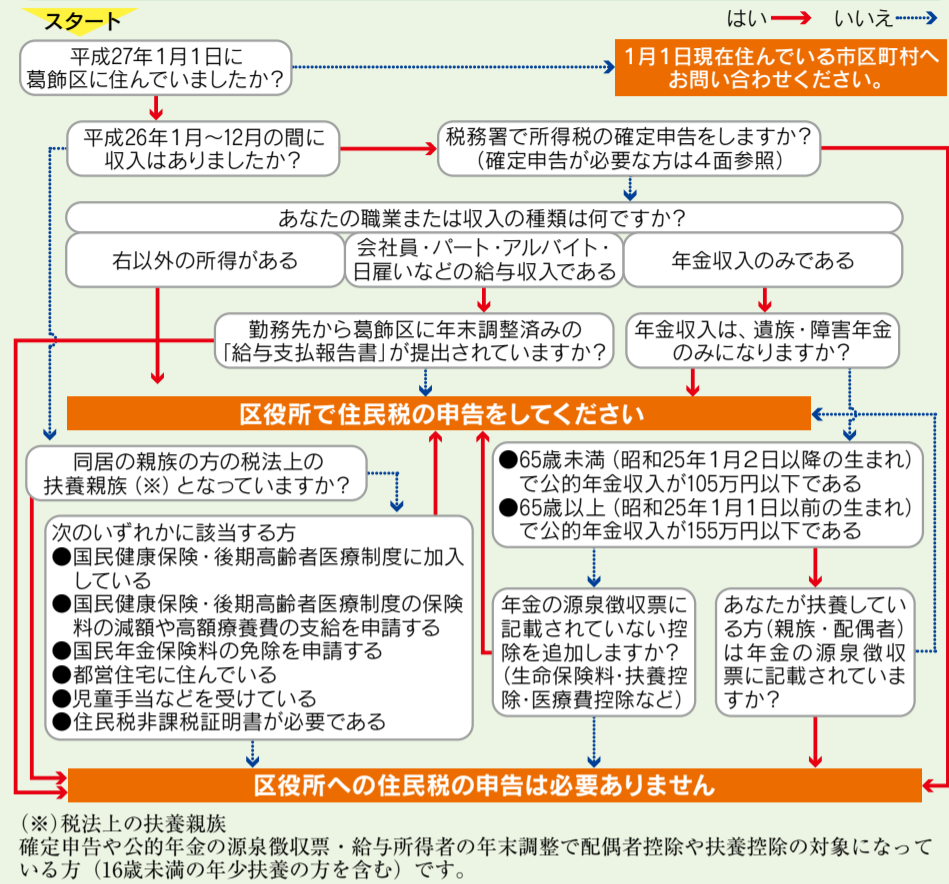 スタート
はい
いいえ
平成27年1月1日に
葛飾区に住んでいましたか？
1月1日現在住んでいる市区町村へ
お問い合わせください。
平成26年1月～12月の間に
収入はありましたか？
税務署で所得税の確定申告をしますか？
（確定申告が必要な方は４面参照）
あなたの職業または収入の種類は何ですか？
右以外の所得がある
会社員・パート・アルバイト・
日雇いなどの給与収入である
年金収入のみである
勤務先から葛飾区に年末調整済みの
「給与支払報告書」が提出されていますか？
年金収入は、遺族・障害年金
のみになりますか？
区役所で住民税の申告をしてください
同居の親族の方の税法上の
扶養親族（※）となっていますか？
●65歳未満（昭和25年１月２日以降の生まれ）
で公的年金収入が105万円以下である
●65歳以上（昭和25年１月１日以前の生まれ）
で公的年金収入が155万円以下である
次のいずれかに該当する方
●国民健康保険・後期高齢者医療制度に加入
している
●国民健康保険・後期高齢者医療制度の保険
料の減額や高額療養費の支給を申請する
●国民年金保険料の免除を申請する
●都営住宅に住んでいる
●児童手当などを受けている
●住民税非課税証明書が必要である
年金の源泉徴収票に
記載されていない控
除を追加しますか？
（生命保険料・扶養控
除・医療費控除など）
あなたが扶養してい
る方（親族・配偶者）
は年金の源泉徴収
票に記載されていま
すか？
区役所への住民税の申告は必要ありません
（※）税法上の扶養親族
確定申告や公的年金の源泉徴収票・給与所得者の年末調整で配偶者控除や扶養控除の対象になって
いる方（16歳未満の年少扶養の方を含む）です。